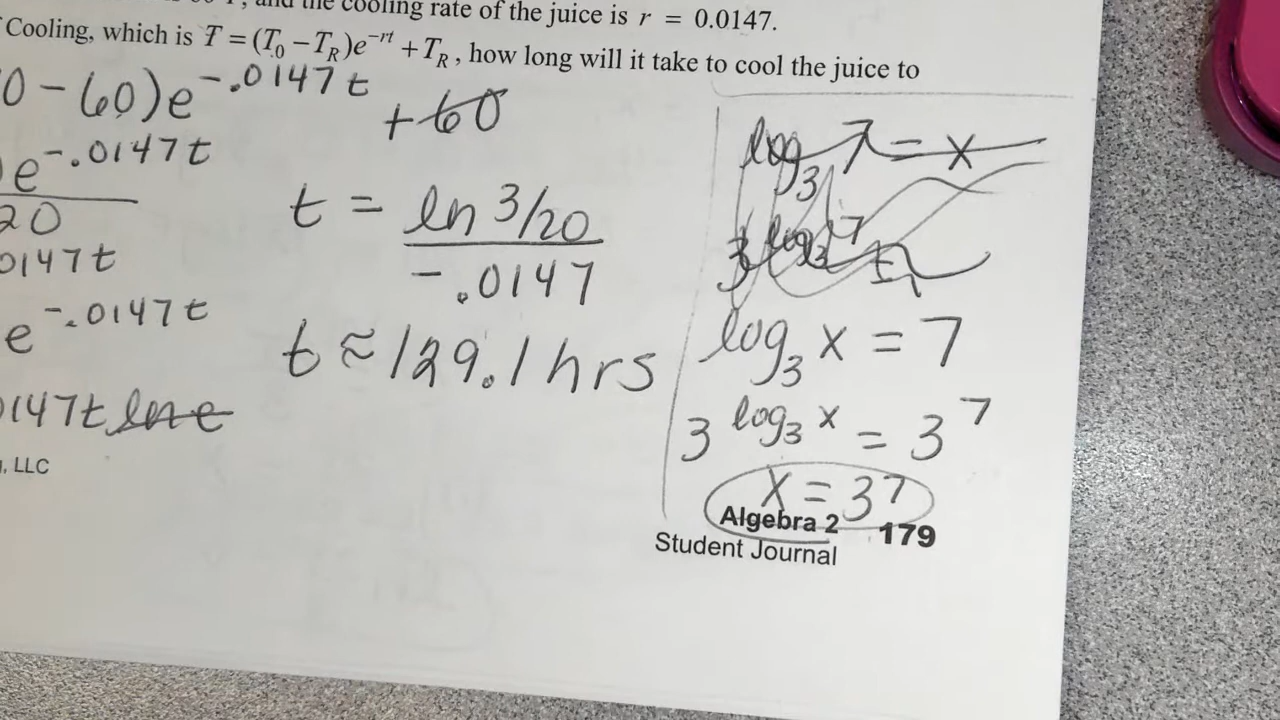 , and the cooling rate of the juice is r = 0.0147.
Cooling, which is T = (T₀ − T_R)e^−rt + T_R, how long will it take to cool the juice to
0 − 60)e^−.0147t + 60
e^−.0147t
20
0147t
e^−.0147t
0147t ln e
t = ln 3/20
−.0147
t ≈ 129.1 hrs
log₃ 7 = x
log₃ x = 7
3^log₃ x = 3^7
x = 3^7
, LLC
Algebra 2 179
Student Journal